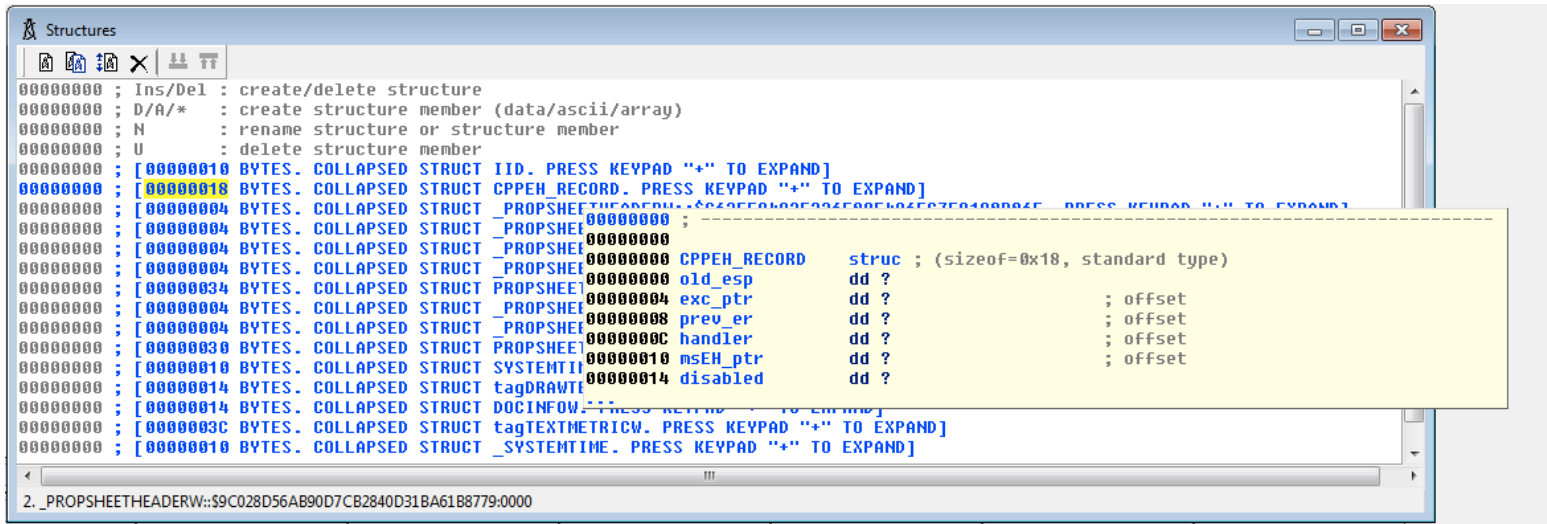 Structures
00000000 ; Ins/Del : create/delete structure
00000000 ; D/A/*   : create structure member (data/ascii/array)
00000000 ; N       : rename structure or structure member
00000000 ; U       : delete structure member
00000000 ; [00000010 BYTES. COLLAPSED STRUCT IID. PRESS KEYPAD "+" TO EXPAND]
00000000 ; [00000018 BYTES. COLLAPSED STRUCT CPPEH_RECORD. PRESS KEYPAD "+" TO EXPAND]
00000000 ; [00000004 BYTES. COLLAPSED STRUCT
00000000 ; [00000004 BYTES. COLLAPSED STRUCT _PROPSHEE
00000000 ; [00000004 BYTES. COLLAPSED STRUCT _PROPSHEE
00000000 ; [00000004 BYTES. COLLAPSED STRUCT _PROPSHEE
00000000 ; [00000034 BYTES. COLLAPSED STRUCT PROPSHEET
00000000 ; [00000004 BYTES. COLLAPSED STRUCT _PROPSHEE
00000000 ; [00000004 BYTES. COLLAPSED STRUCT _PROPSHEE
00000000 ; [00000030 BYTES. COLLAPSED STRUCT PROPSHEET
00000000 ; [00000010 BYTES. COLLAPSED STRUCT SYSTEMTIM
00000000 ; [00000014 BYTES. COLLAPSED STRUCT tagDRAWTE
00000000 ; [00000014 BYTES. COLLAPSED STRUCT DOCINFOW.
00000000 ; [0000003C BYTES. COLLAPSED STRUCT tagTEXTMETRICW. PRESS KEYPAD "+" TO EXPAND]
00000000 ; [00000010 BYTES. COLLAPSED STRUCT _SYSTEMTIME. PRESS KEYPAD "+" TO EXPAND]
00000000 ; ---------------------------------------------------------------------------
00000000
00000000 CPPEH_RECORD    struc ; (sizeof=0x18, standard type)
00000000 old_esp         dd ?
00000004 exc_ptr         dd ?                    ; offset
00000008 prev_er         dd ?                    ; offset
0000000C handler         dd ?                    ; offset
00000010 msEH_ptr        dd ?                    ; offset
00000014 disabled        dd ?
2. _PROPSHEETHEADERW::$9C028D56AB90D7CB2840D31BA61B8779:0000